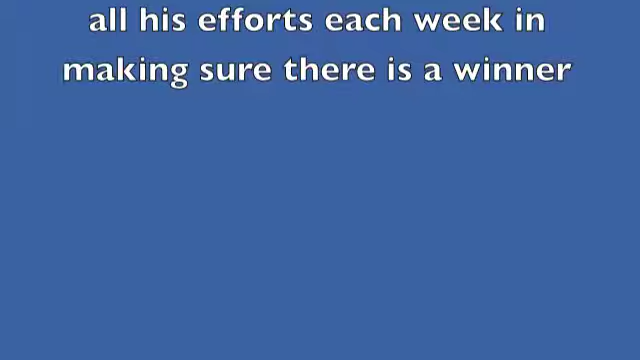 all his efforts each week in
making sure there is a winner